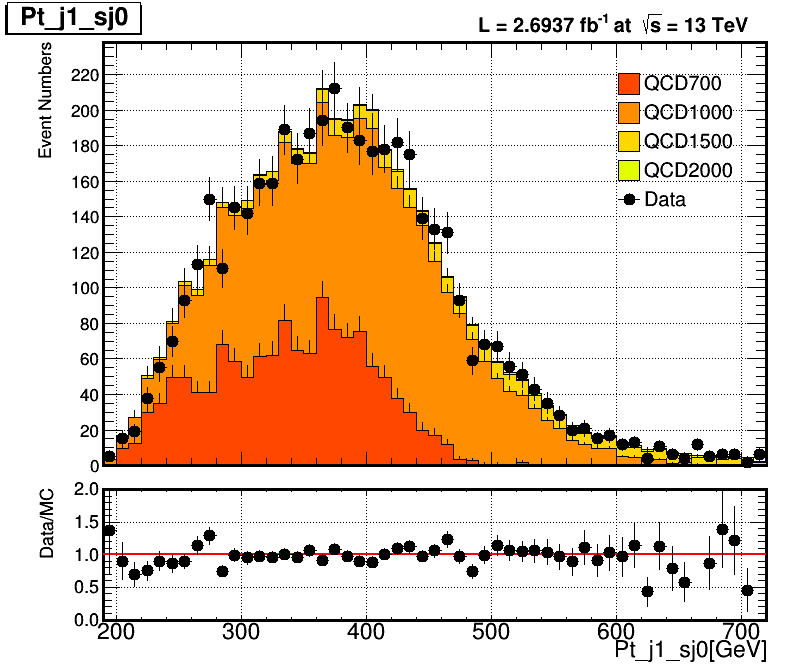 Pt_j1_sj0
L = 2.6937 fb⁻¹ at √s = 13 TeV
Event Numbers
220
200
180
160
140
120
100
80
60
40
20
0
QCD700
QCD1000
QCD1500
QCD2000
Data
Data/MC
2.0
1.5
1.0
0.5
0.0
200 300 400 500 600 700
Pt_j1_sj0[GeV]